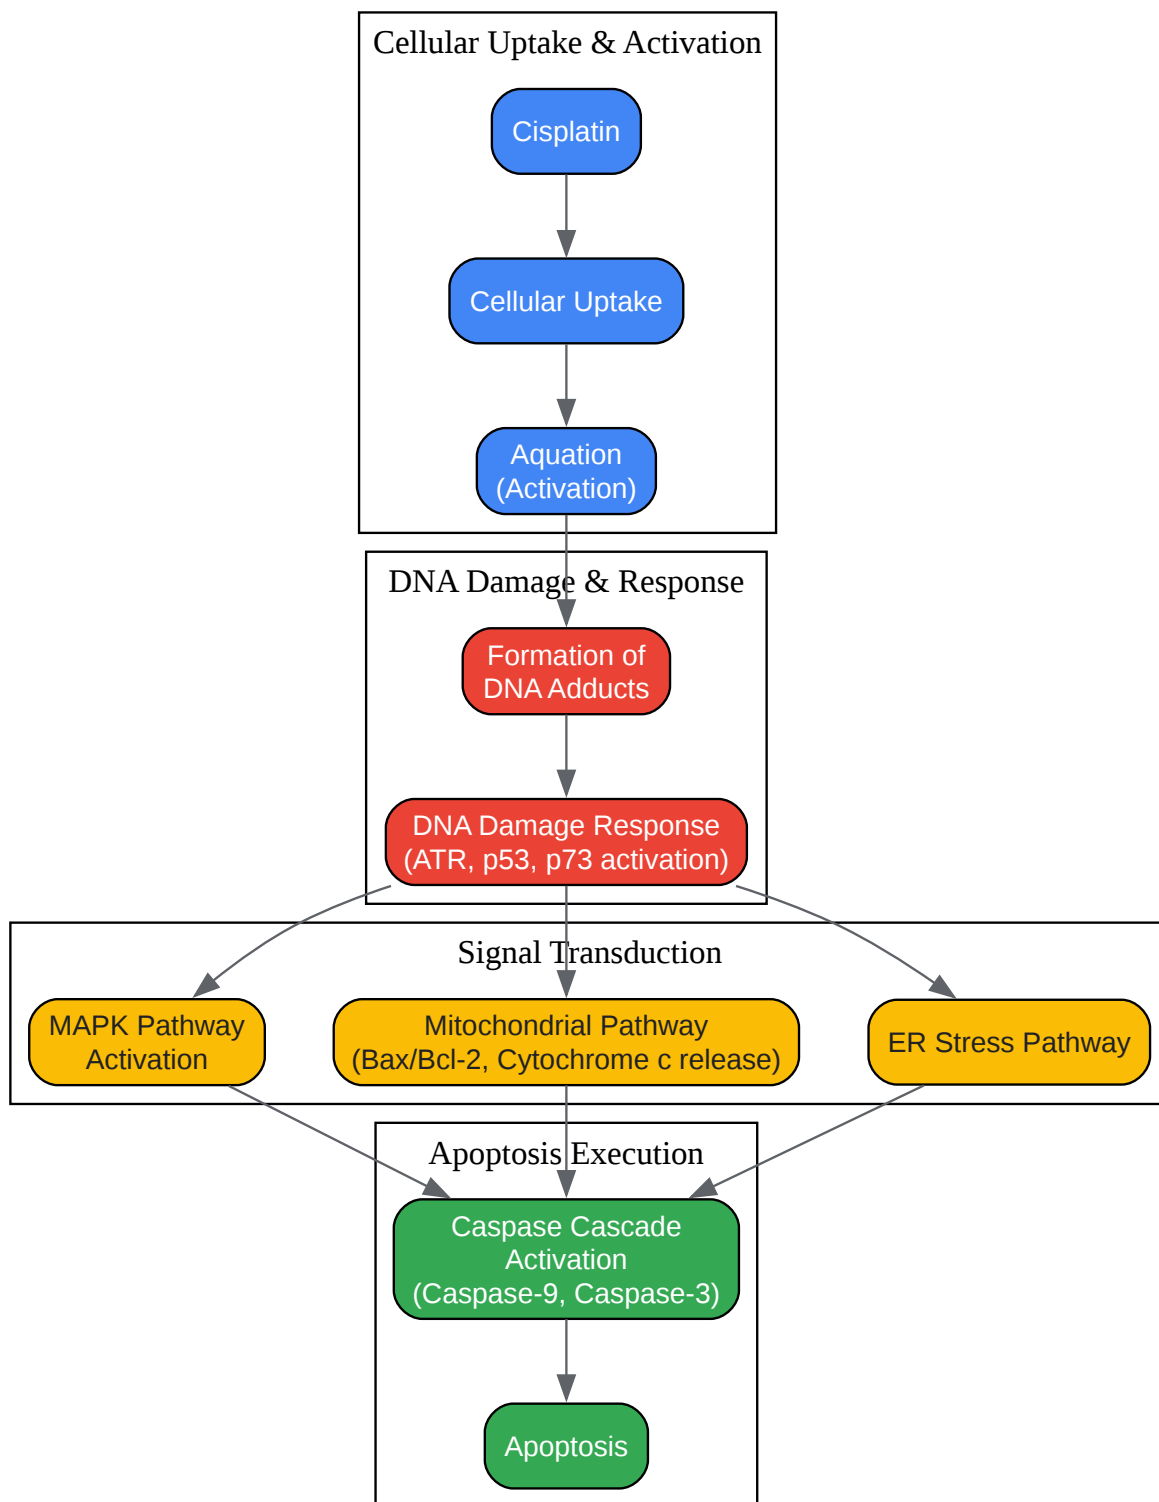 Cellular Uptake & Activation
Cisplatin
Cellular Uptake
Aquation
(Activation)
DNA Damage & Response
Formation of
DNA Adducts
DNA Damage Response
(ATR, p53, p73 activation)
Signal Transduction
MAPK Pathway
Activation
Mitochondrial Pathway
(Bax/Bcl-2, Cytochrome c release)
ER Stress Pathway
Apoptosis Execution
Caspase Cascade
Activation
(Caspase-9, Caspase-3)
Apoptosis